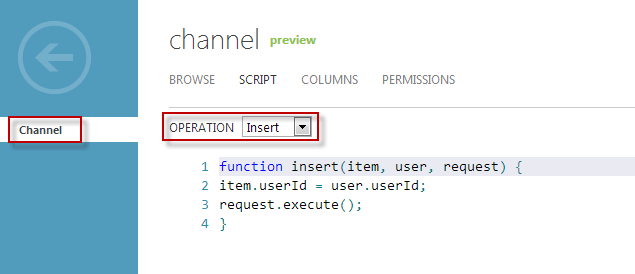 channel preview
BROWSE SCRIPT COLUMNS PERMISSIONS
Channel
OPERATION Insert
1 function insert(item, user, request) {
2 item.userId = user.userId;
3 request.execute();
4 }